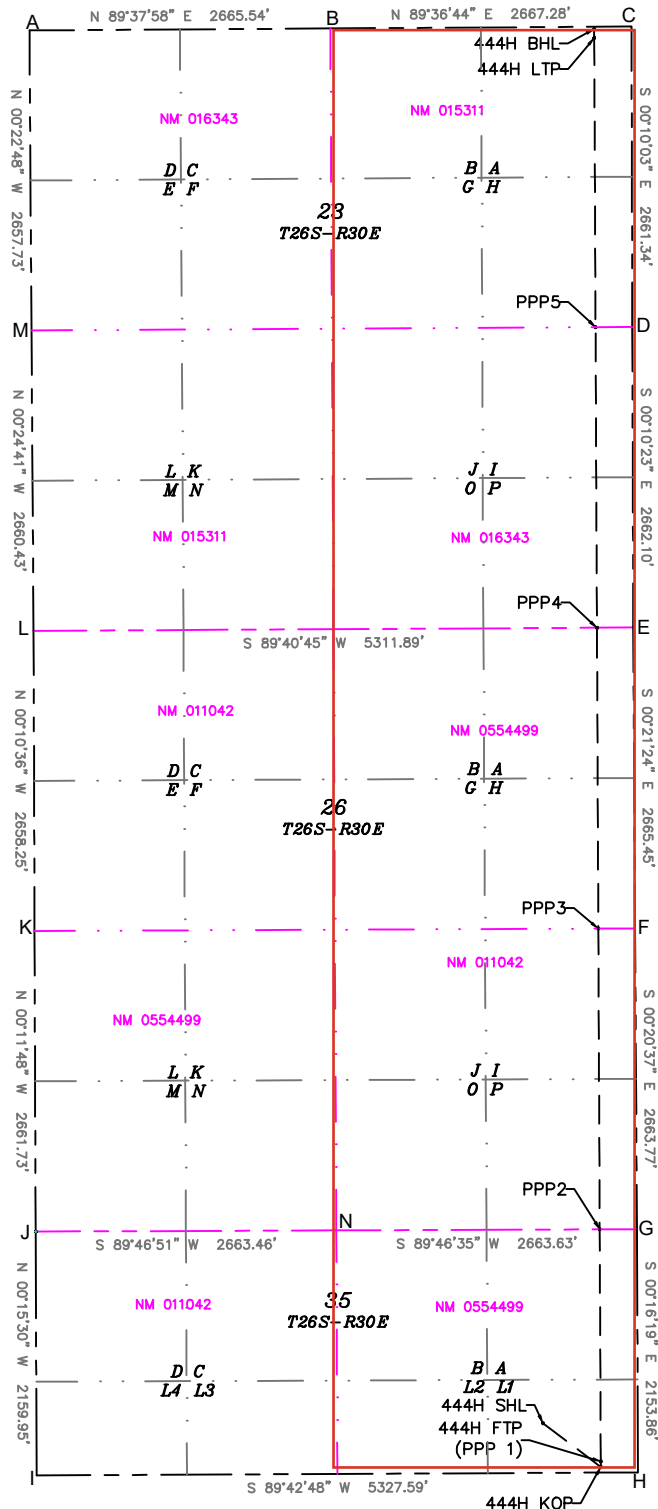 A N 89°37'58" E 2665.54' B N 89°36'44" E 2667.28' C
444H BHL
444H LTP
N 00°22'48" W 2657.73'
S 00°10'03" E 2661.34'
NM 016343
NM 015311
D C
E F
B A
G H
23
T26S-R30E
PPP5
M
D
N 00°24'41" W 2660.43'
S 00°10'23" E 2662.10'
L K
M N
J I
O P
NM 015311
NM 016343
PPP4
L
E
S 89°40'45" W 5311.89'
N 00°10'36" W 2658.25'
S 00°21'24" E 2665.45'
NM 011042
NM 0554499
D C
E F
B A
G H
26
T26S-R30E
PPP3
K
F
NM 011042
N 00°11'48" W 2661.73'
S 00°20'37" E 2663.77'
NM 0554499
L K
M N
J I
O P
PPP2
J
N
G
S 89°46'51" W 2663.46'
S 89°46'35" W 2663.63'
N 00°15'30" W 2159.95'
S 00°16'19" E 2153.86'
NM 011042
NM 0554499
35
T26S-R30E
D C
L4 L3
B A
L2 L1
444H SHL
444H FTP
(PPP 1)
I
H
S 89°42'48" W 5327.59'
444H KOP